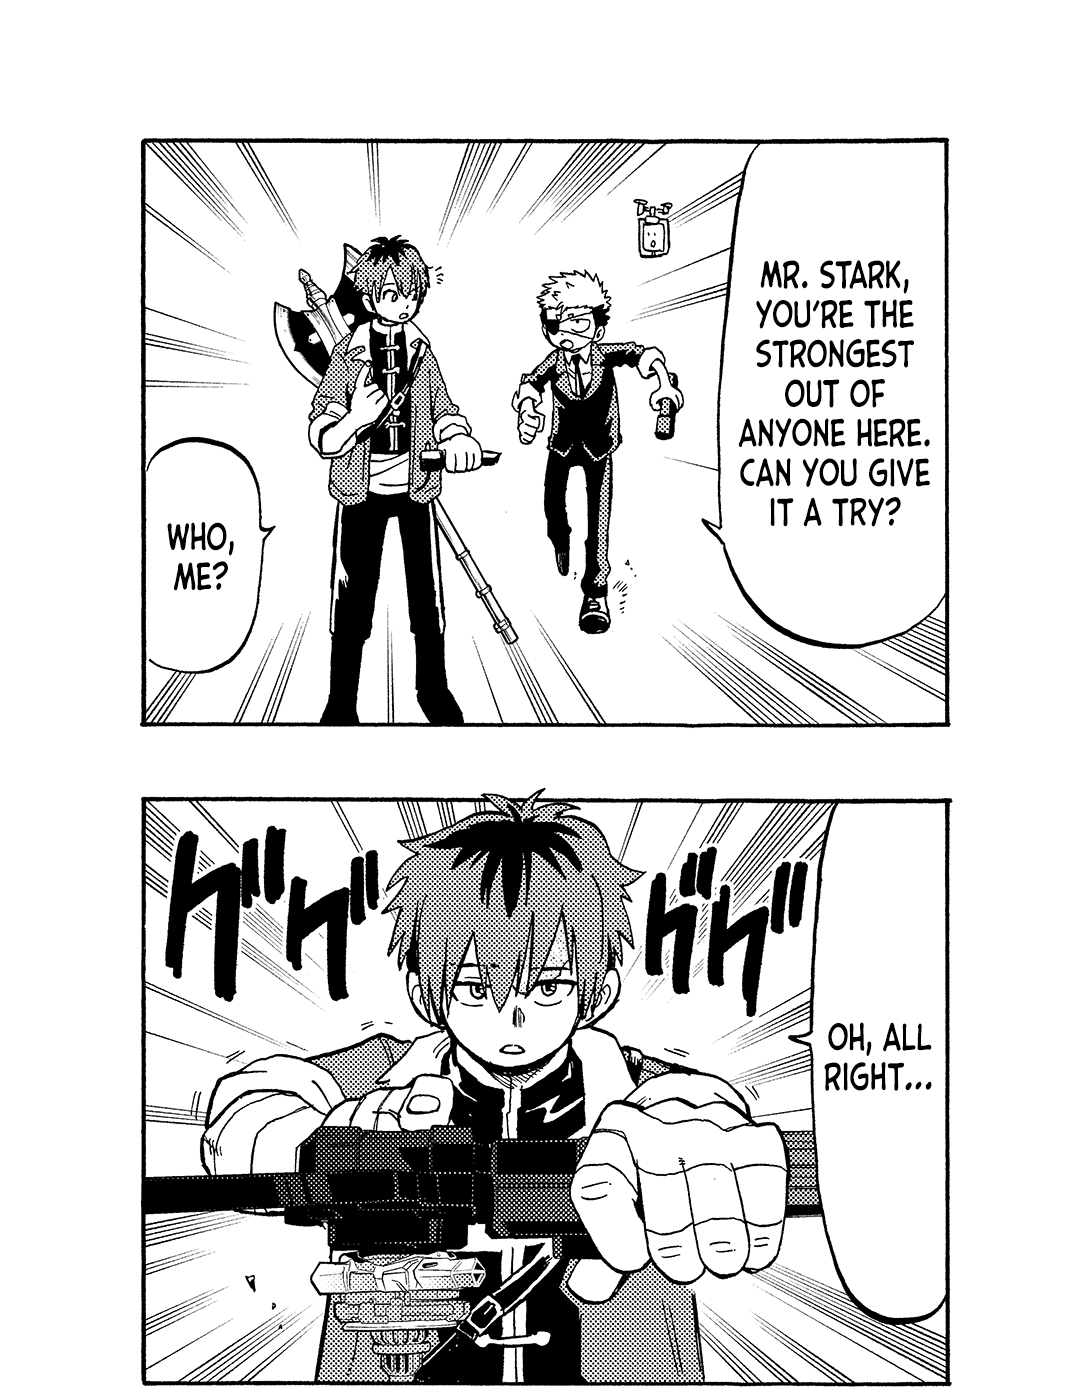 MR. STARK,
YOU'RE THE
STRONGEST
OUT OF
ANYONE HERE.
CAN YOU GIVE
IT A TRY?
WHO,
ME?
OH, ALL
RIGHT...
ググググ